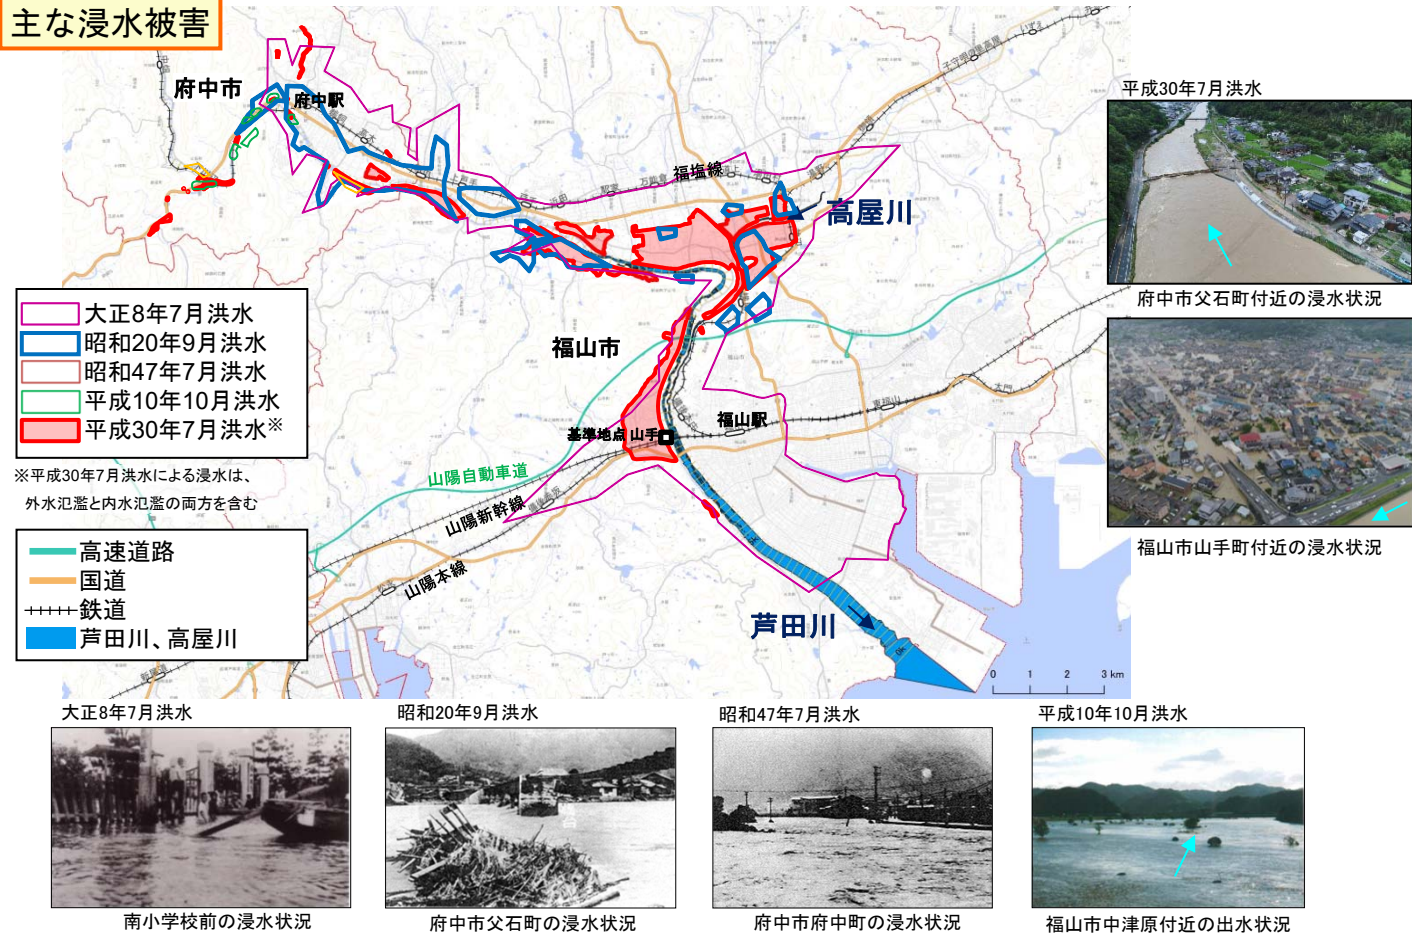 主な浸水被害
府中市
府中駅
福塩線
高屋川
福山市
福山駅
基準地点 山手
山陽自動車道
山陽新幹線
山陽本線
芦田川
0 1 2 3 km
大正8年7月洪水
昭和20年9月洪水
昭和47年7月洪水
平成10年10月洪水
平成30年7月洪水※
※平成30年7月洪水による浸水は、
外水氾濫と内水氾濫の両方を含む
高速道路
国道
鉄道
芦田川、高屋川
平成30年7月洪水
府中市父石町付近の浸水状況
福山市山手町付近の浸水状況
大正8年7月洪水
南小学校前の浸水状況
昭和20年9月洪水
府中市父石町の浸水状況
昭和47年7月洪水
府中市府中町の浸水状況
平成10年10月洪水
福山市中津原付近の出水状況